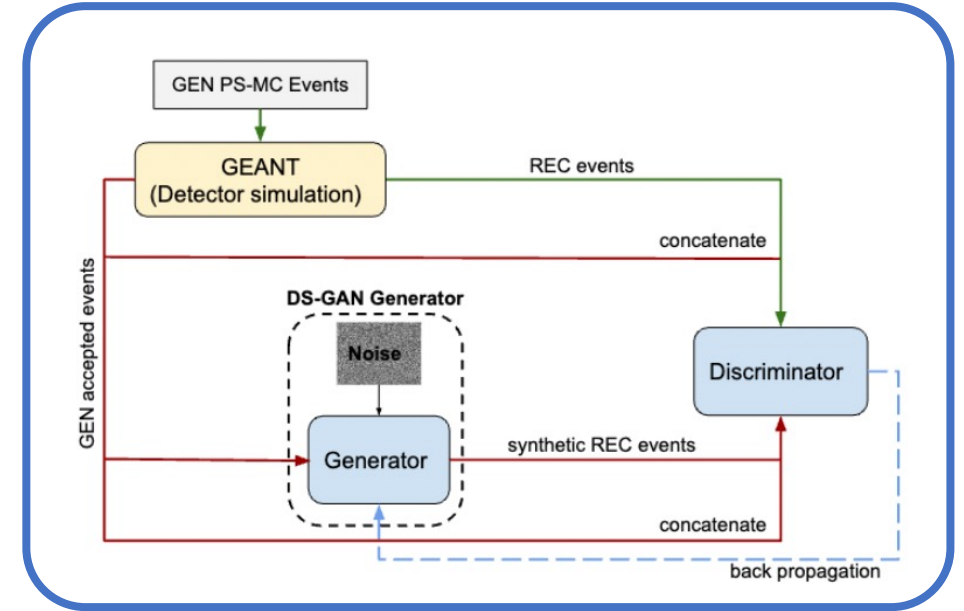 GEN PS-MC Events
GEANT
(Detector simulation)
REC events
concatenate
GEN accepted events
DS-GAN Generator
Noise
Discriminator
Generator
synthetic REC events
concatenate
back propagation